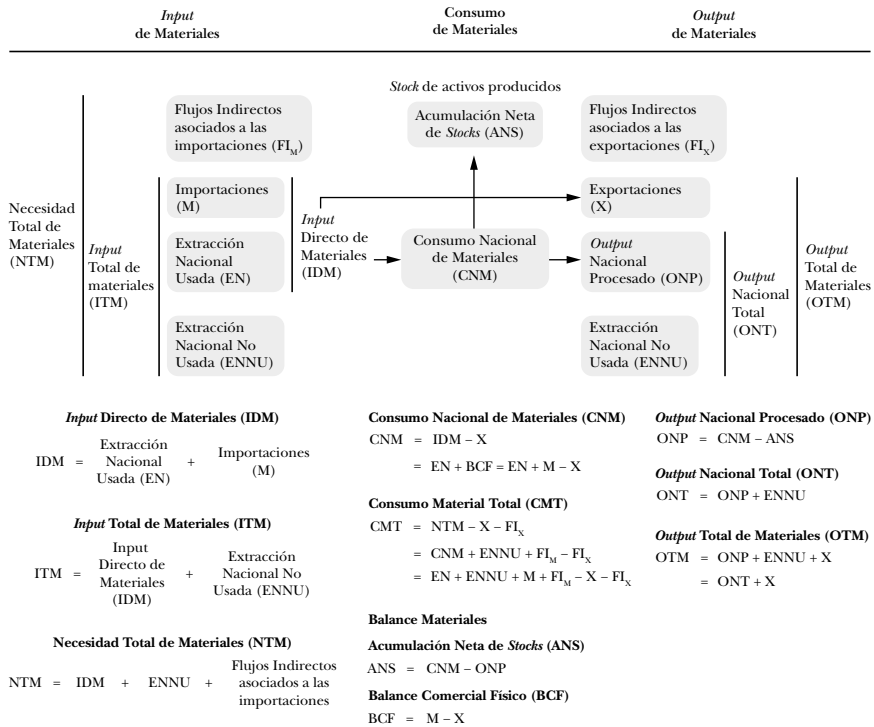 Input
de Materiales
Consumo
de Materiales
Output
de Materiales
Necesidad
Total de
Materiales
(NTM)
Input
Total de
materiales
(ITM)
Flujos Indirectos
asociados a las
importaciones (FIM)
Importaciones
(M)
Extracción
Nacional
Usada (EN)
Extracción
Nacional No
Usada (ENNU)
Input
Directo de
Materiales
(IDM)
Stock de activos producidos
Acumulación Neta
de Stocks (ANS)
Consumo Nacional
de Materiales
(CNM)
Flujos Indirectos
asociados a las
exportaciones (FIX)
Exportaciones
(X)
Output
Nacional
Procesado (ONP)
Extracción
Nacional No
Usada (ENNU)
Output
Nacional
Total
(ONT)
Output
Total de
Materiales
(OTM)
Input Directo de Materiales (IDM)
IDM = Extracción Nacional Usada (EN) + Importaciones (M)
Input Total de Materiales (ITM)
ITM = Input Directo de Materiales (IDM) + Extracción Nacional No Usada (ENNU)
Necesidad Total de Materiales (NTM)
NTM = IDM + ENNU + Flujos Indirectos asociados a las importaciones
Consumo Nacional de Materiales (CNM)
CNM = IDM – X
= EN + BCF = EN + M – X
Consumo Material Total (CMT)
CMT = NTM – X – FIX
= CNM + ENNU + FIM – FIX
= EN + ENNU + M + FIM – X – FIX
Balance Materiales
Acumulación Neta de Stocks (ANS)
ANS = CNM – ONP
Balance Comercial Físico (BCF)
BCF = M – X
Output Nacional Procesado (ONP)
ONP = CNM – ANS
Output Nacional Total (ONT)
ONT = ONP + ENNU
Output Total de Materiales (OTM)
OTM = ONP + ENNU + X
= ONT + X